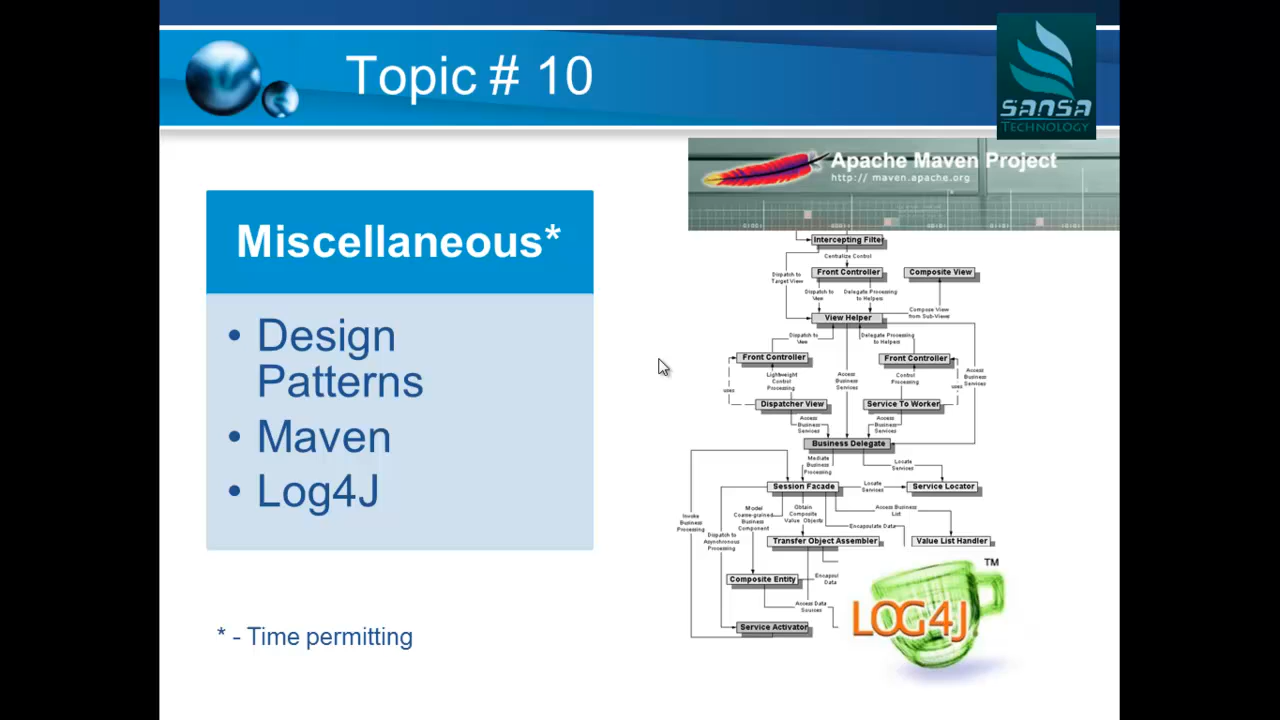 Topic # 10
SANSA
TECHNOLOGY
Apache Maven Project
http:// maven.apache.org
Miscellaneous*
• Design
Patterns
• Maven
• Log4J
* - Time permitting
Intercepting Filter
Centralize Control
Dispatch to
Target View
Front Controller
Composite View
Dispatch to
View
Delegate Processing
to Helpers
Compose View
from Sub-Views
View Helper
Dispatch to
View
Delegate Processing
to Helpers
Front Controller
Front Controller
Lightweight
Control
Processing
Access
Business
Services
Control
Processing
Access
Business
Services
uses
uses
Dispatcher View
Service To Worker
Access
Business
Services
Access
Business
Services
Business Delegate
Mediate
Business
Processing
Locate
Services
Session Facade
Locate
Services
Service Locator
Model
Coarse-grained
Business
Component
Obtain
Composite
Value Objects
Access Business
List
Invoke
Business
Processing
Encapsulate Data
Dispatch to
Asynchronous
Processing
Transfer Object Assembler
Value List Handler
Composite Entity
Encapsul
Data
Access Data
Sources
Service Activator
LOG4J
TM